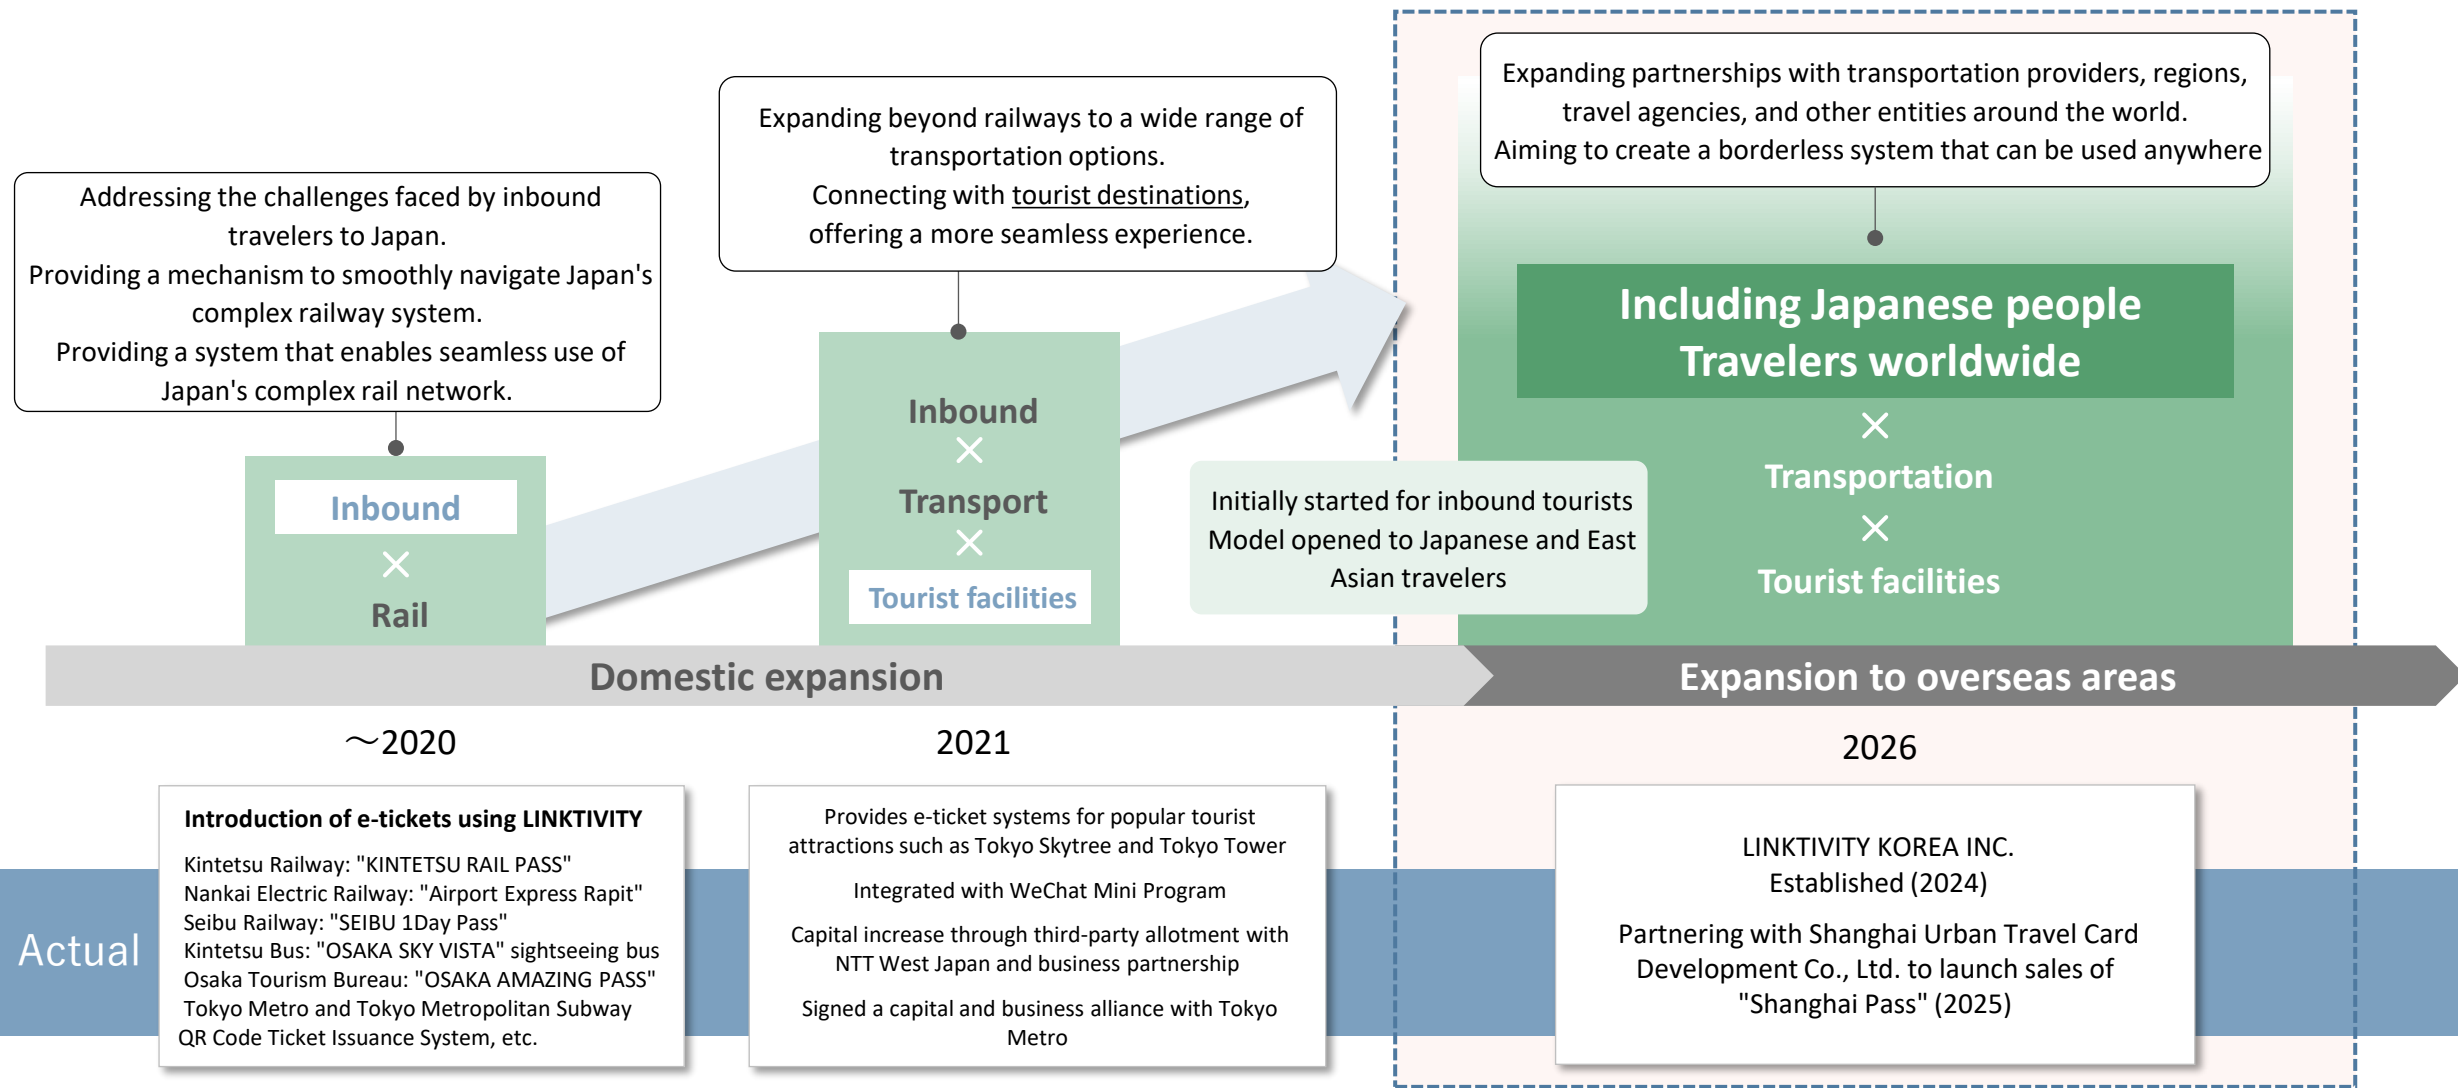 Addressing the challenges faced by inbound
travelers to Japan.
Providing a mechanism to smoothly navigate Japan's
complex railway system.
Providing a system that enables seamless use of
Japan's complex rail network.
Expanding beyond railways to a wide range of
transportation options.
Connecting with tourist destinations,
offering a more seamless experience.
Expanding partnerships with transportation providers, regions,
travel agencies, and other entities around the world.
Aiming to create a borderless system that can be used anywhere
Inbound
×
Rail
Inbound
×
Transport
×
Tourist facilities
Initially started for inbound tourists
Model opened to Japanese and East
Asian travelers
Including Japanese people
Travelers worldwide
×
Transportation
×
Tourist facilities
Domestic expansion
Expansion to overseas areas
～2020
2021
2026
Actual
Introduction of e-tickets using LINKTIVITY
Kintetsu Railway: "KINTETSU RAIL PASS"
Nankai Electric Railway: "Airport Express Rapit"
Seibu Railway: "SEIBU 1Day Pass"
Kintetsu Bus: "OSAKA SKY VISTA" sightseeing bus
Osaka Tourism Bureau: "OSAKA AMAZING PASS"
Tokyo Metro and Tokyo Metropolitan Subway
QR Code Ticket Issuance System, etc.
Provides e-ticket systems for popular tourist
attractions such as Tokyo Skytree and Tokyo Tower
Integrated with WeChat Mini Program
Capital increase through third-party allotment with
NTT West Japan and business partnership
Signed a capital and business alliance with Tokyo
Metro
LINKTIVITY KOREA INC.
Established (2024)
Partnering with Shanghai Urban Travel Card
Development Co., Ltd. to launch sales of
"Shanghai Pass" (2025)